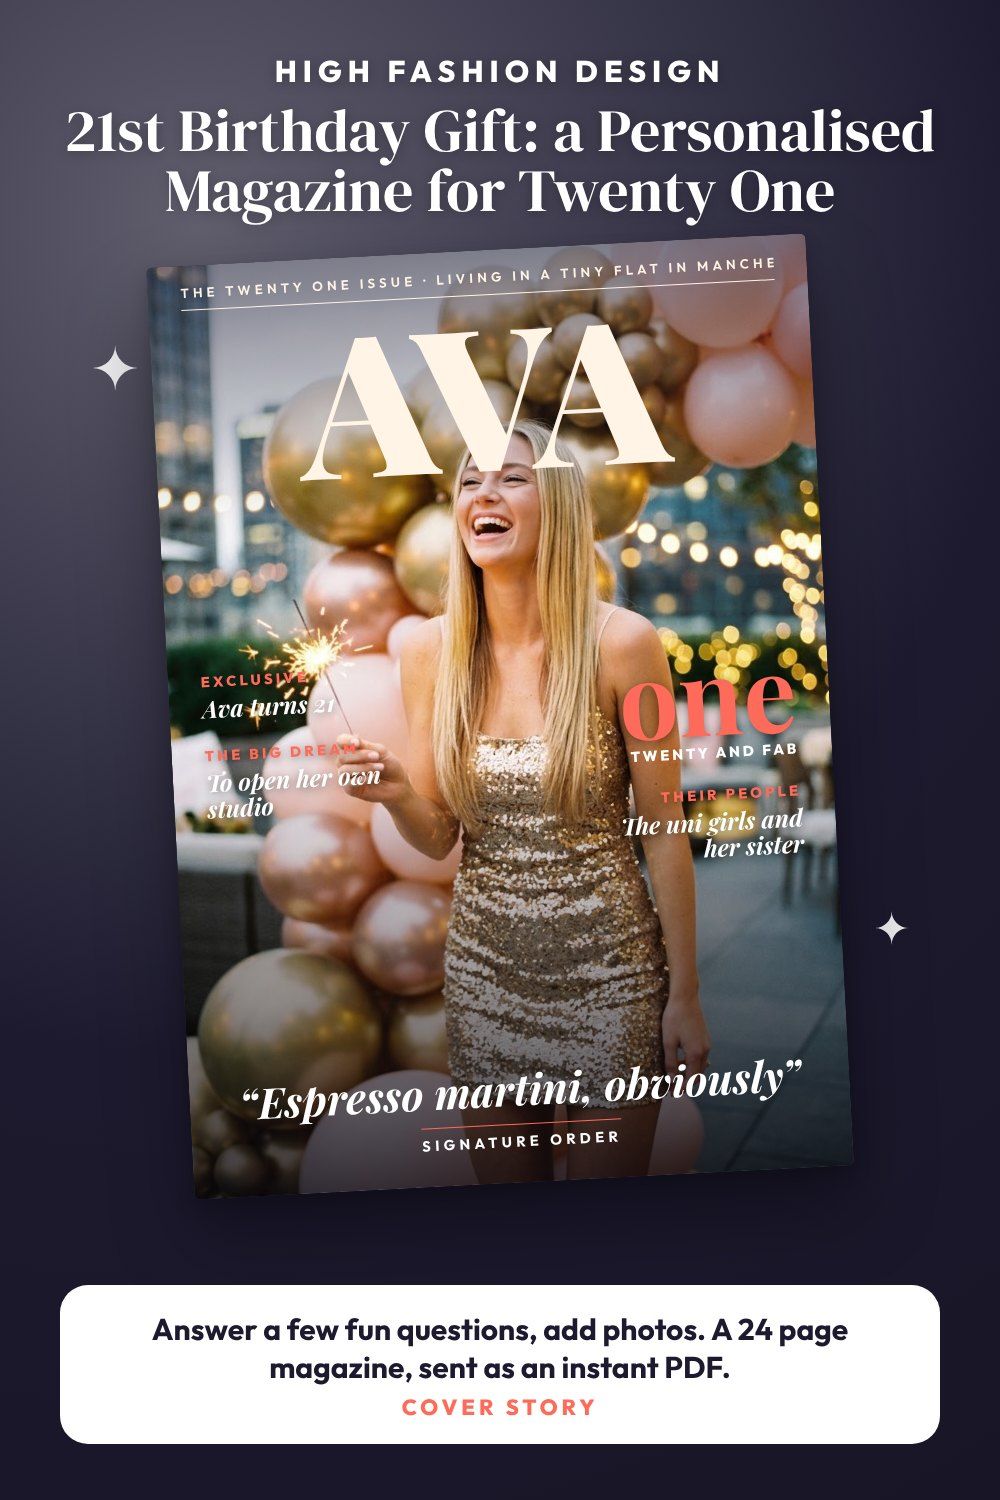 HIGH FASHION DESIGN
21st Birthday Gift: a Personalised
Magazine for Twenty One
THE TWENTY ONE ISSUE · LIVING IN A TINY FLAT IN MANCHE
AVA
EXCLUSIVE
Ava turns 21
THE BIG DREAM
To open her own
studio
one
TWENTY AND FAB
THEIR PEOPLE
The uni girls and
her sister
“Espresso martini, obviously”
SIGNATURE ORDER
Answer a few fun questions, add photos. A 24 page
magazine, sent as an instant PDF.
COVER STORY